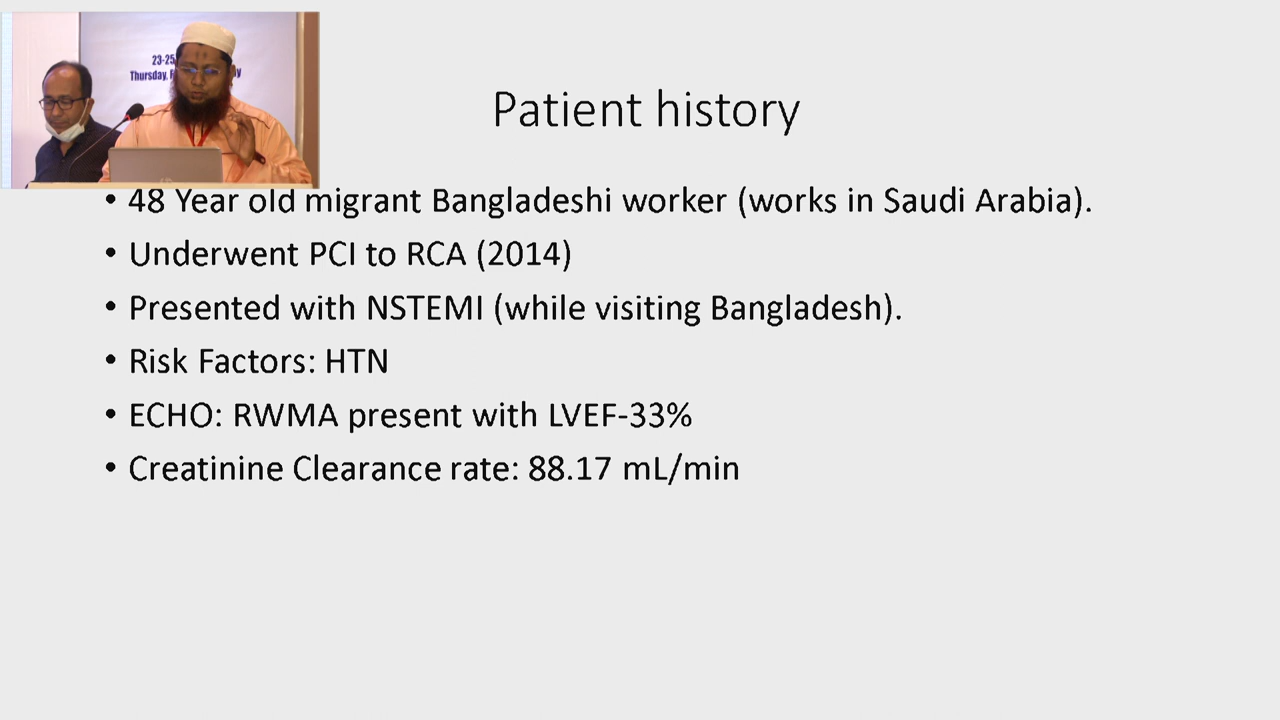 23-25
Thursday,
Patient history
• 48 Year old migrant Bangladeshi worker (works in Saudi Arabia).
• Underwent PCI to RCA (2014)
• Presented with NSTEMI (while visiting Bangladesh).
• Risk Factors: HTN
• ECHO: RWMA present with LVEF-33%
• Creatinine Clearance rate: 88.17 mL/min